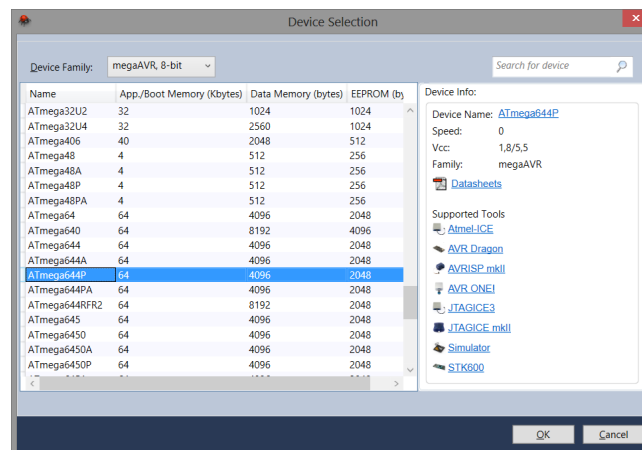 Device Selection
Device Family: megaAVR, 8-bit
Search for device
Name App./Boot Memory (Kbytes) Data Memory (bytes) EEPROM (by
ATmega32U2 32 1024 1024
ATmega32U4 32 2560 1024
ATmega406 40 2048 512
ATmega48 4 512 256
ATmega48A 4 512 256
ATmega48P 4 512 256
ATmega48PA 4 512 256
ATmega64 64 4096 2048
ATmega640 64 8192 4096
ATmega644 64 4096 2048
ATmega644A 64 4096 2048
ATmega644P 64 4096 2048
ATmega644PA 64 4096 2048
ATmega644RFR2 64 8192 2048
ATmega645 64 4096 2048
ATmega6450 64 4096 2048
ATmega6450A 64 4096 2048
ATmega6450P 64 4096 2048
Device Info:
Device Name: ATmega644P
Speed: 0
Vcc: 1,8/5,5
Family: megaAVR
Datasheets
Supported Tools
Atmel-ICE
AVR Dragon
AVRISP mkII
AVR ONE!
JTAGICE3
JTAGICE mkII
Simulator
STK600
OK Cancel